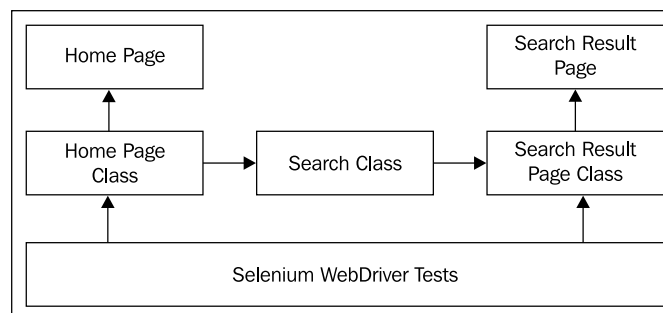 Home Page
Search Result
Page
Home Page
Class
Search Class
Search Result
Page Class
Selenium WebDriver Tests